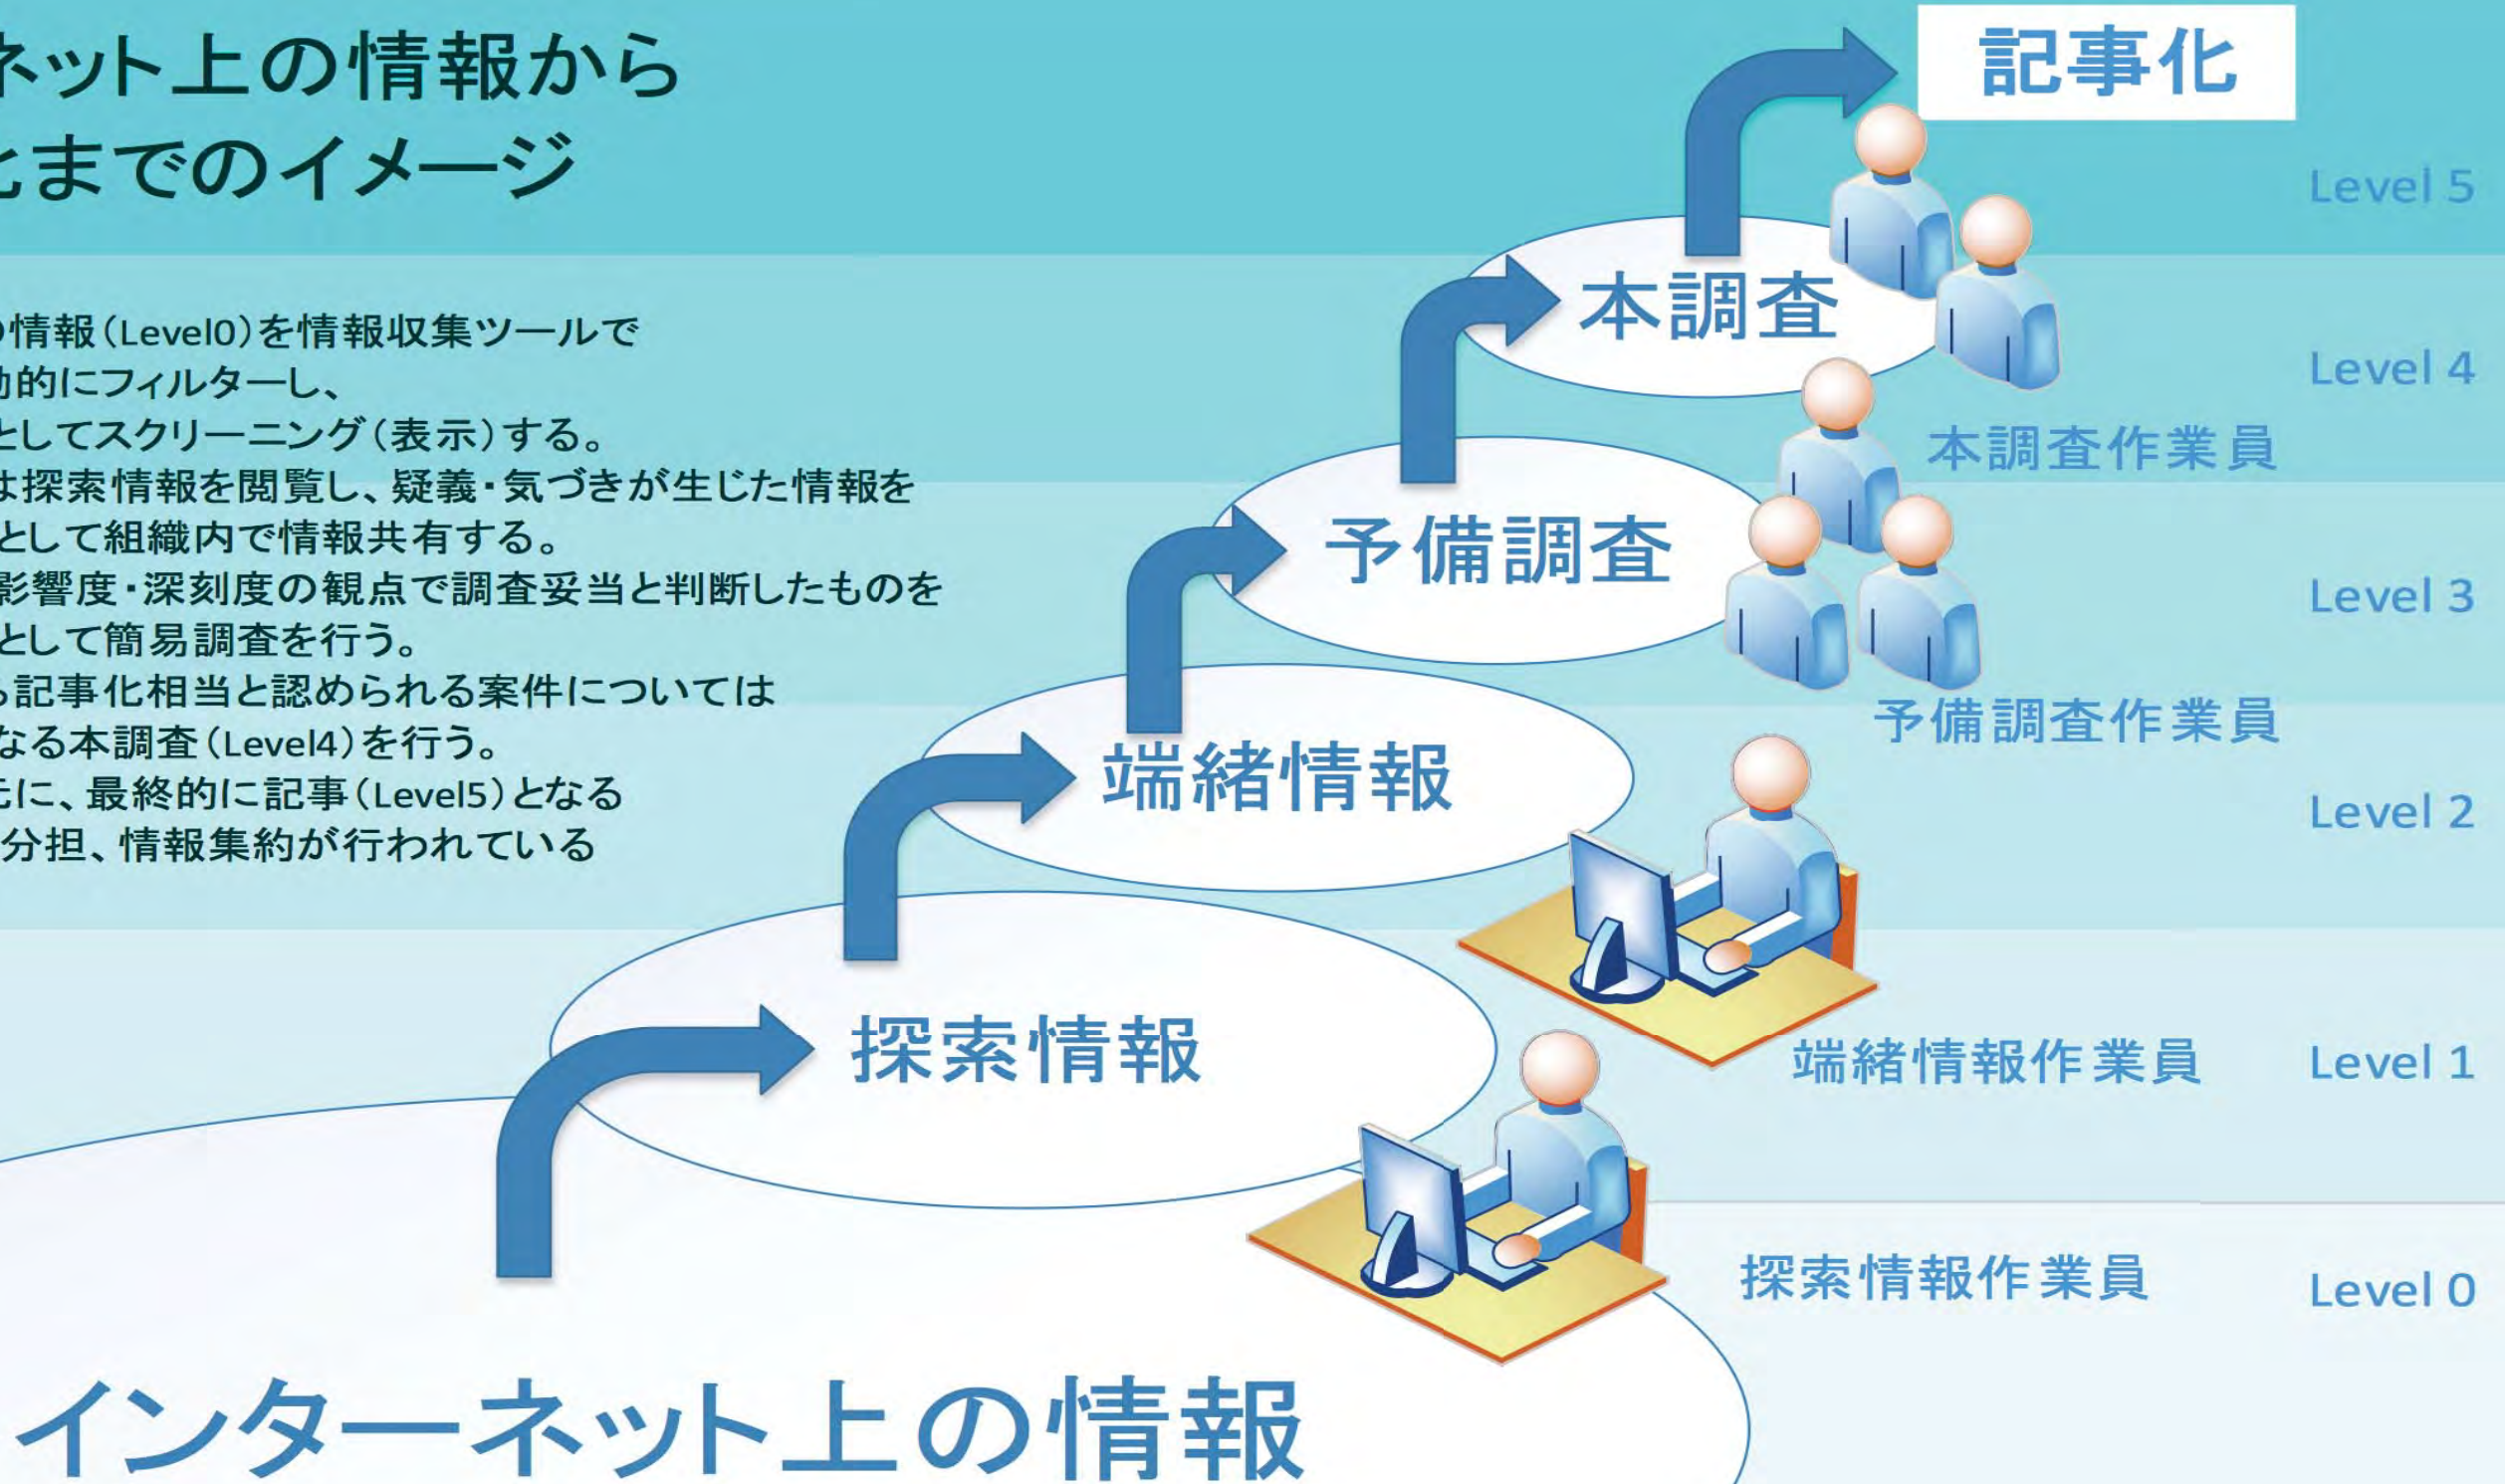 ネット上の情報から
化までのイメージ
の情報（Level0）を情報収集ツールで
動的にフィルターし、
としてスクリーニング（表示）する。
は探索情報を閲覧し、疑義・気づきが生じた情報を
として組織内で情報共有する。
影響度・深刻度の観点で調査妥当と判断したものを
として簡易調査を行う。
ら記事化相当と認められる案件については
なる本調査（Level4）を行う。
元に、最終的に記事（Level5）となる
分担、情報集約が行われている
記事化
Level 5
本調査
Level 4
本調査作業員
予備調査
Level 3
予備調査作業員
端緒情報
Level 2
探索情報
端緒情報作業員
Level 1
探索情報作業員
Level 0
インターネット上の情報